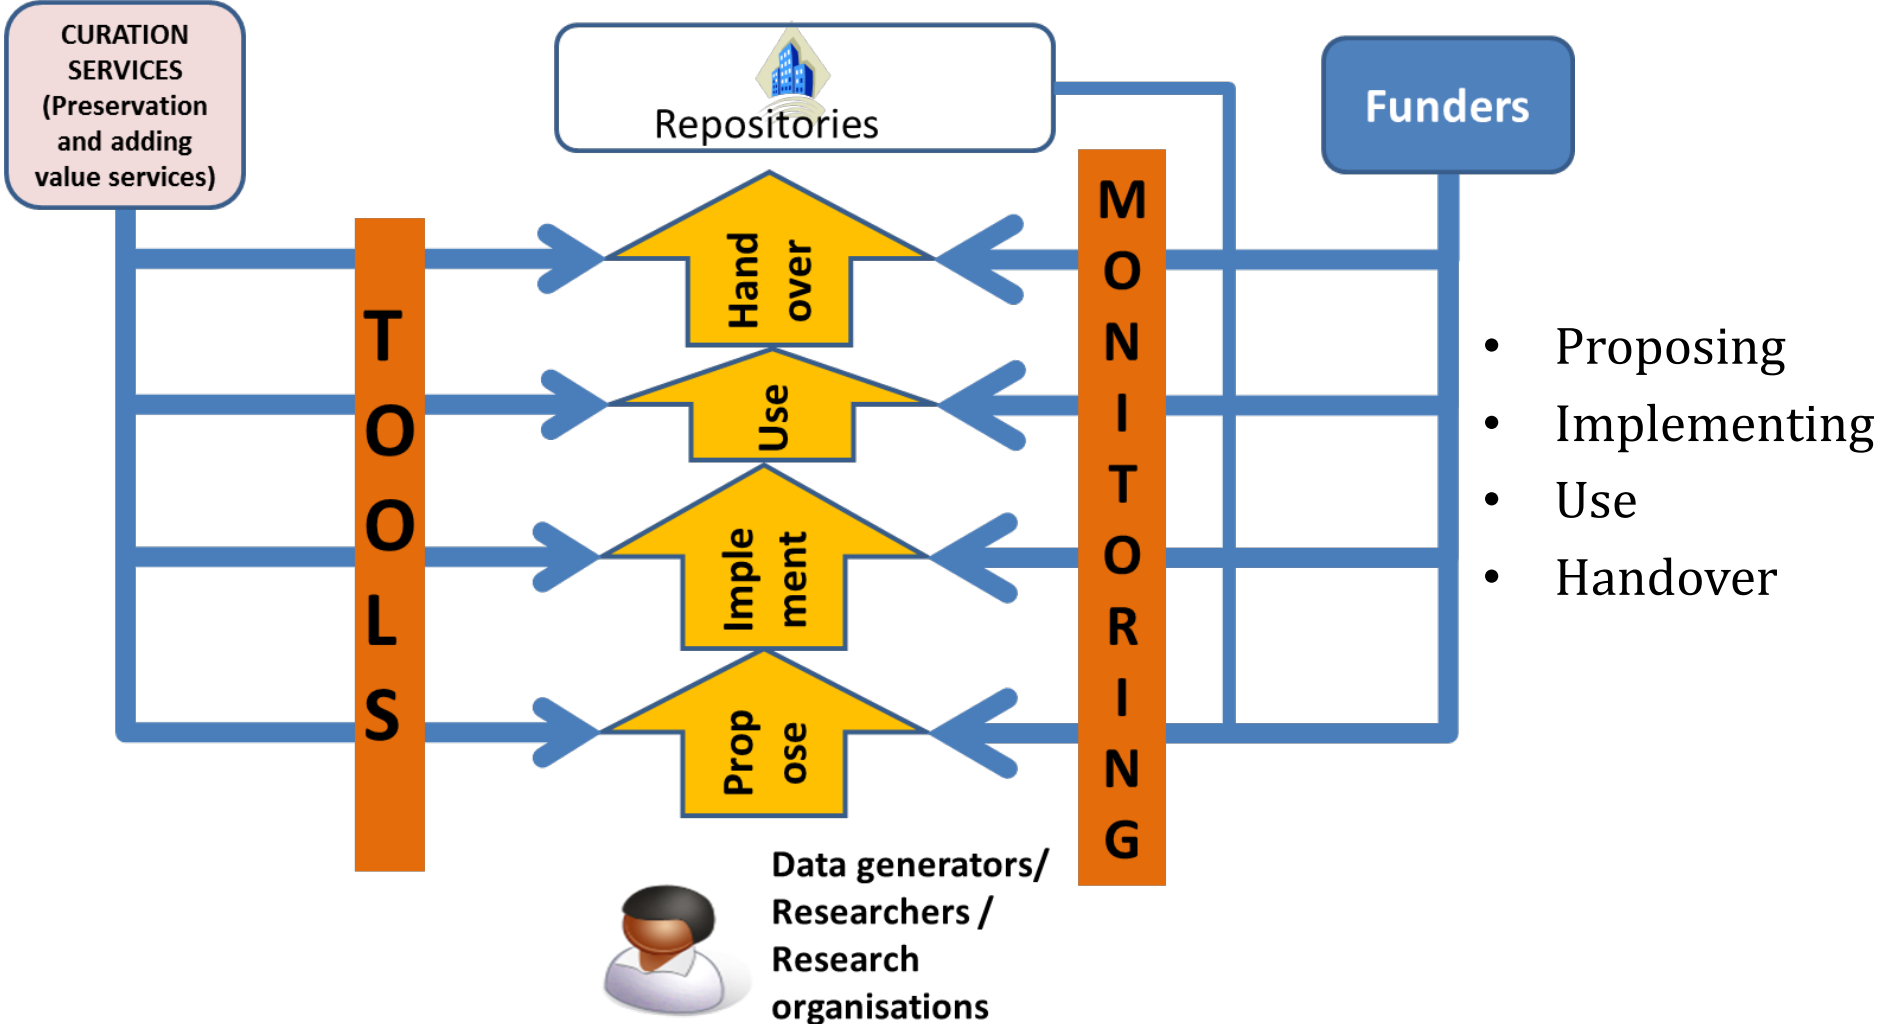 CURATION
SERVICES
(Preservation
and adding
value services)
Repositories
Funders
TOOLS
MONITORING
Hand
over
Use
Imple
ment
Prop
ose
• Proposing
• Implementing
• Use
• Handover
Data generators/
Researchers /
Research
organisations